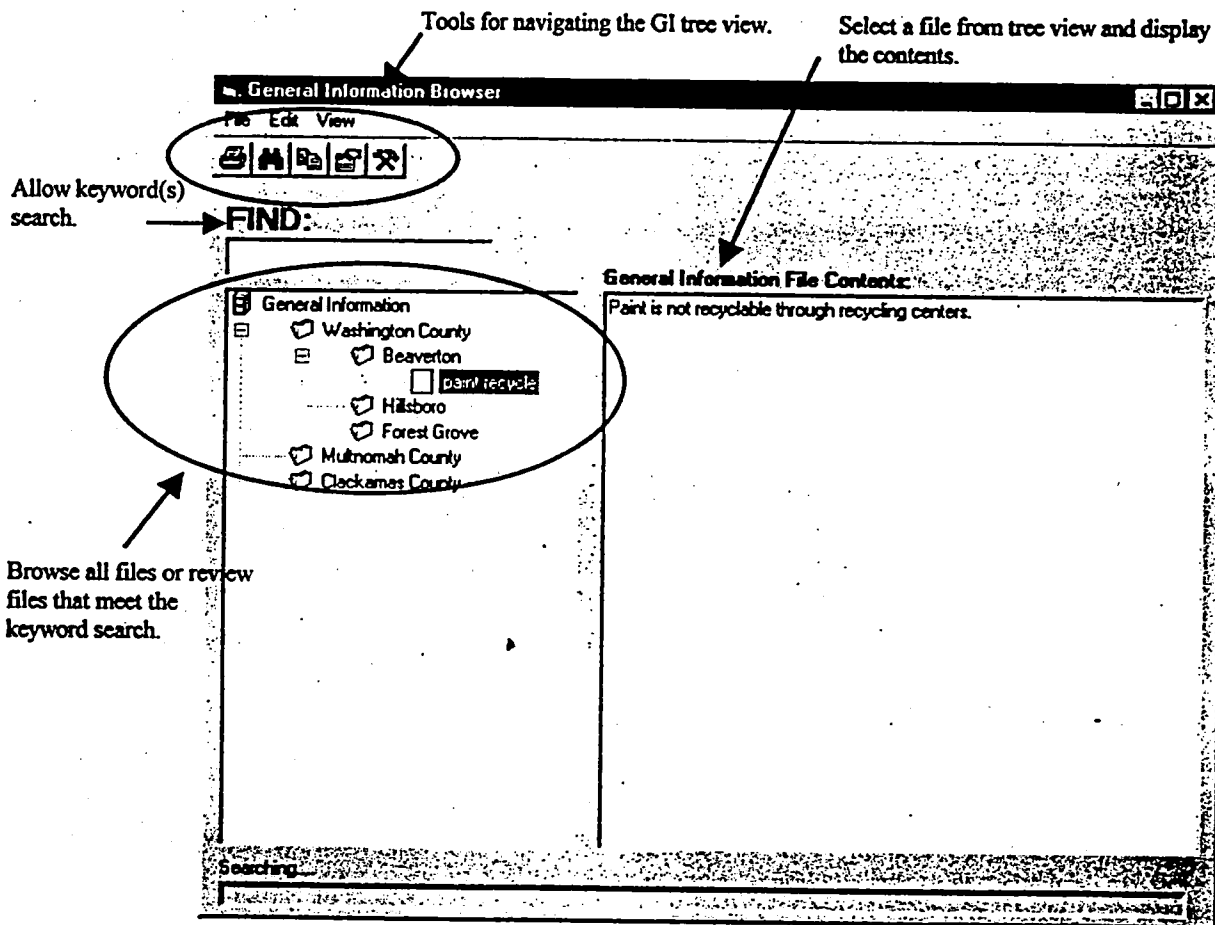 Tools for navigating the GI tree view.
Select a file from tree view and display
the contents.
General Information Browser
File Edit View
Allow keyword(s)
search.
FIND:
General Information File Contents:
General Information
Paint is not recyclable through recycling centers.
Washington County
Beaverton
paint recycle
Hillsboro
Forest Grove
Multnomah County
Clackamas County
Browse all files or review
files that meet the
keyword search.
Searching...